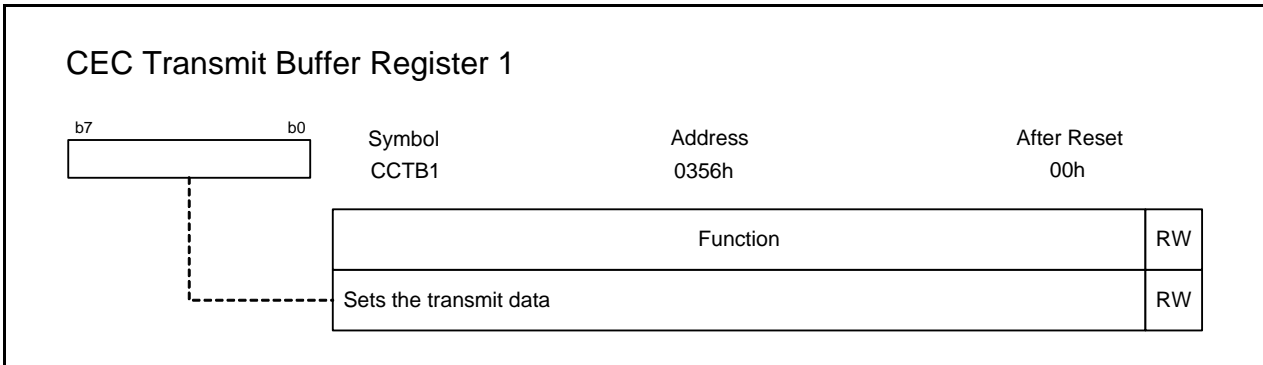 CEC Transmit Buffer Register 1
b7 b0 Symbol Address After Reset
CCTB1 0356h 00h
Function RW
Sets the transmit data RW